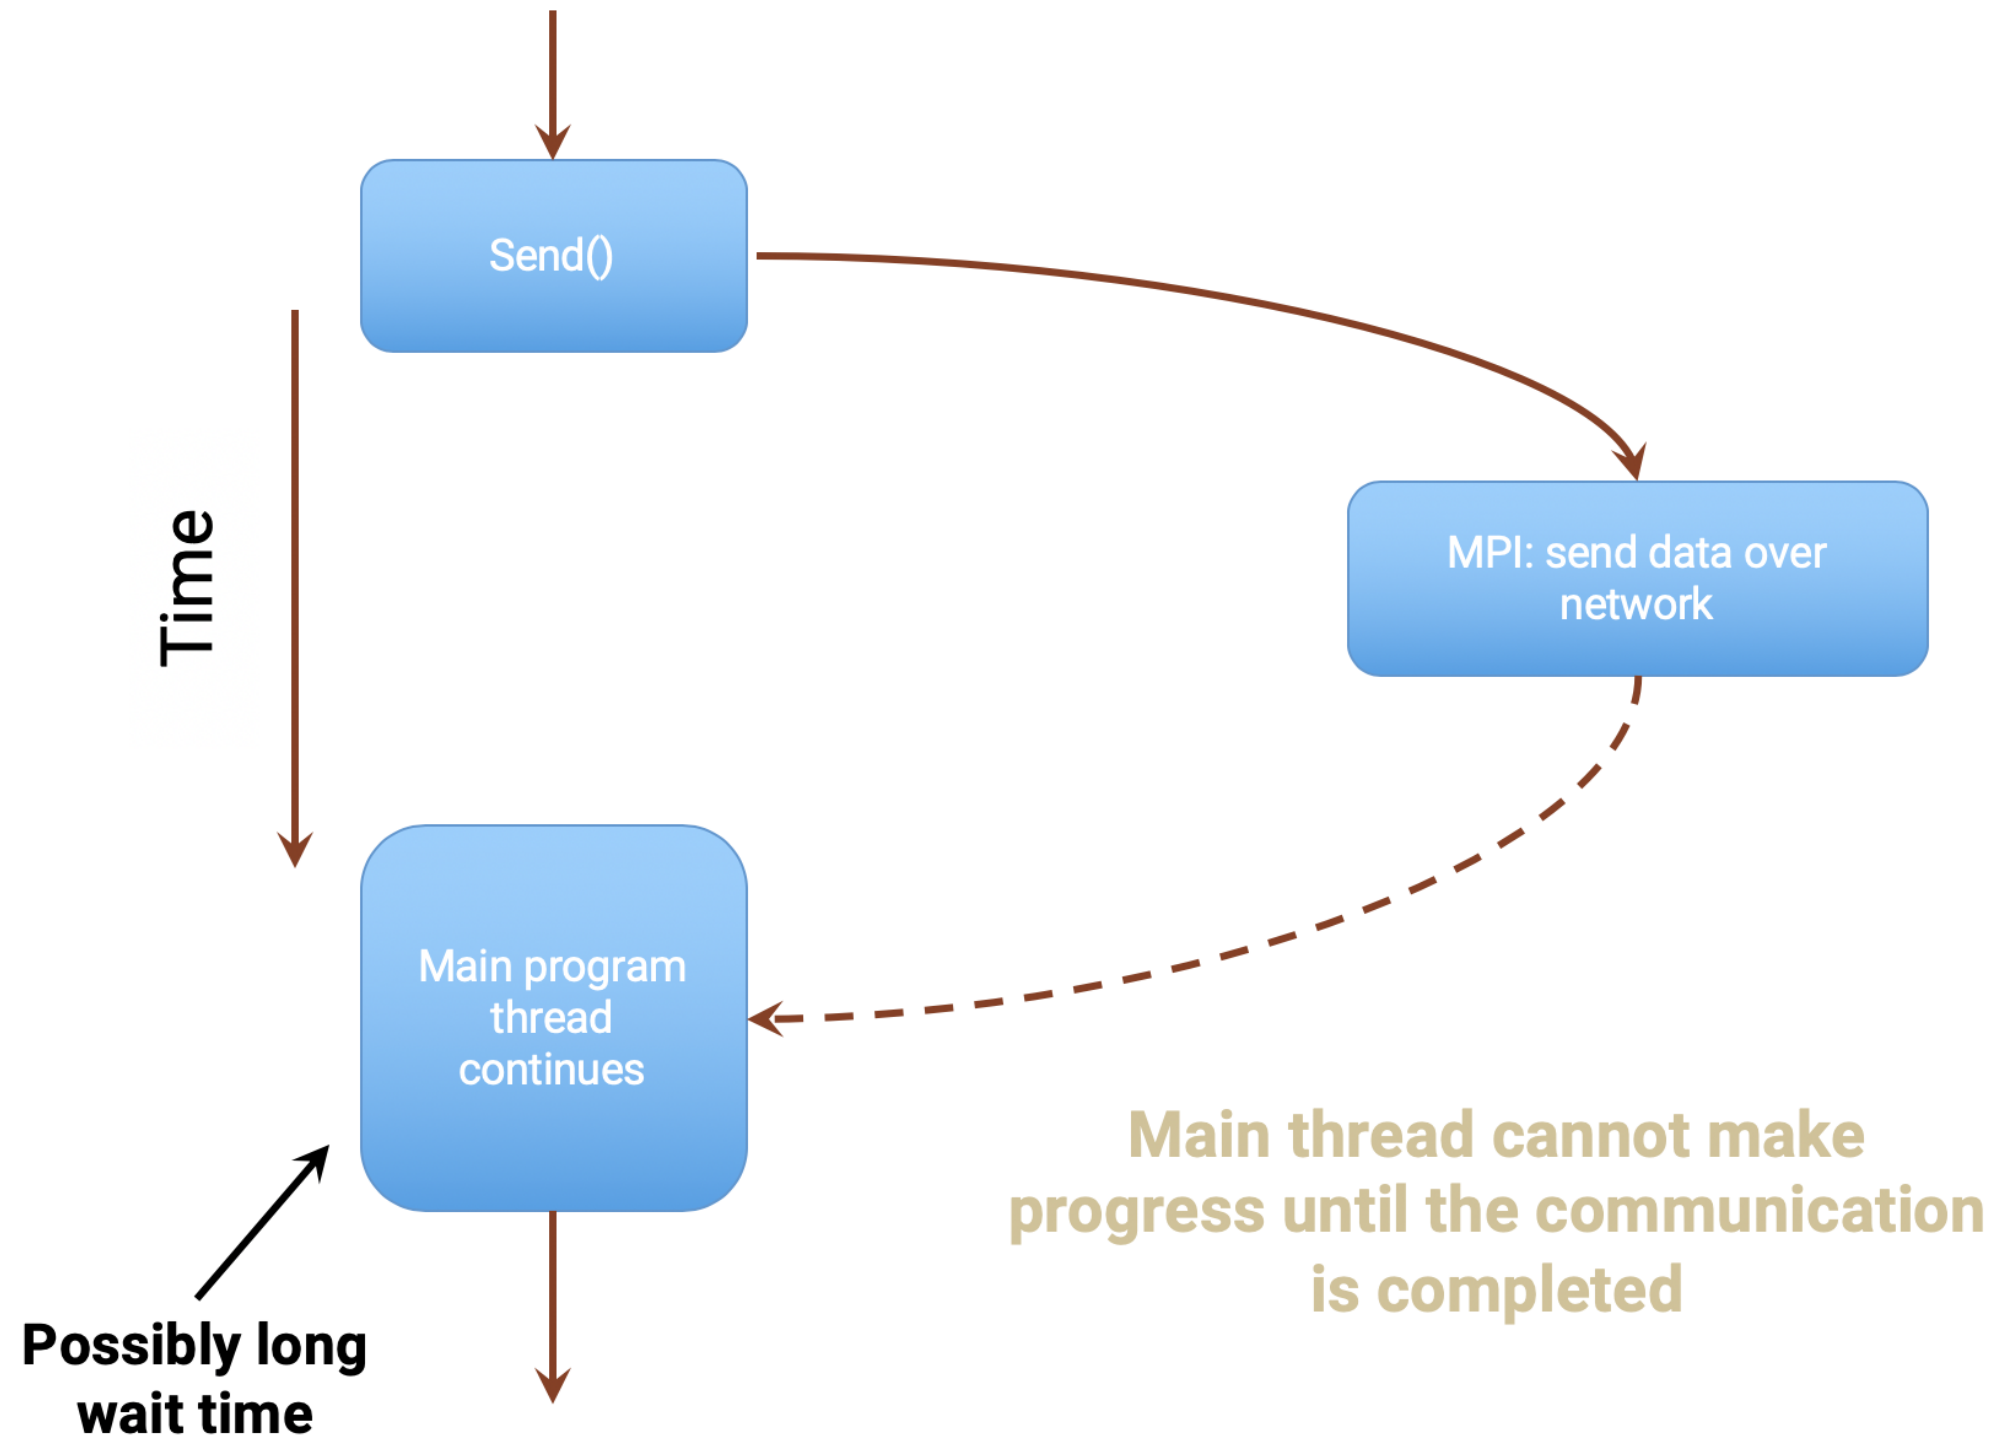 Send()
Time
MPI: send data over
network
Main program
thread
continues
Main thread cannot make
progress until the communication
is completed
Possibly long
wait time